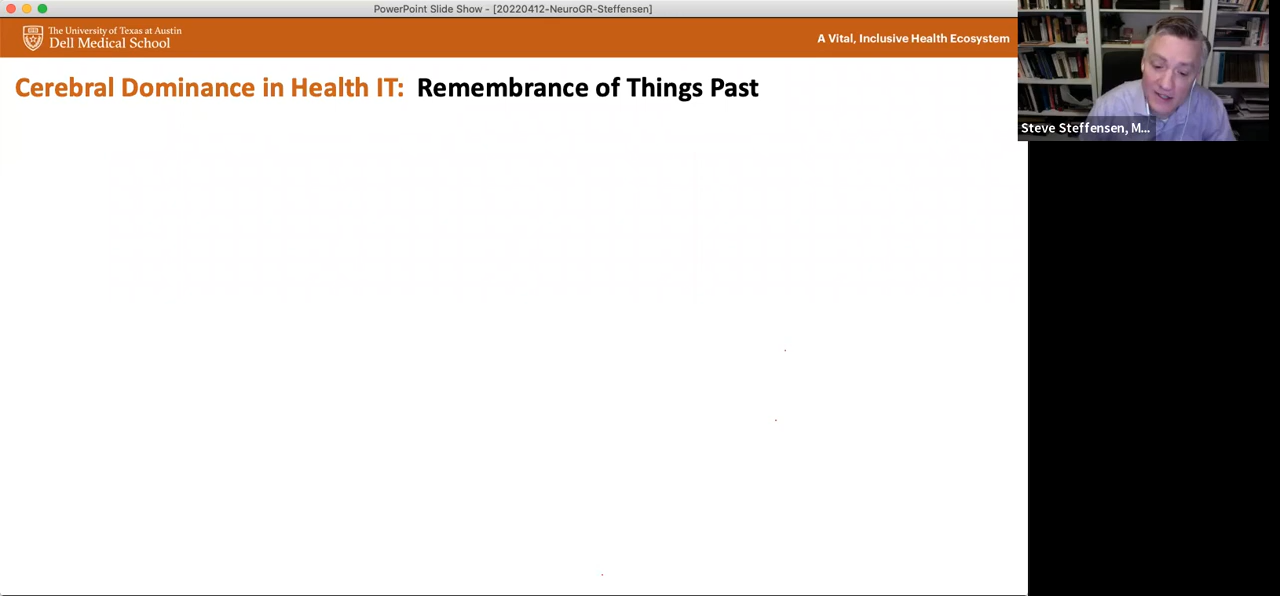 PowerPoint Slide Show - [20220412-NeuroGR-Steffensen]
The University of Texas at Austin
Dell Medical School
A Vital, Inclusive Health Ecosystem
Cerebral Dominance in Health IT: Remembrance of Things Past
Steve Steffensen, M...